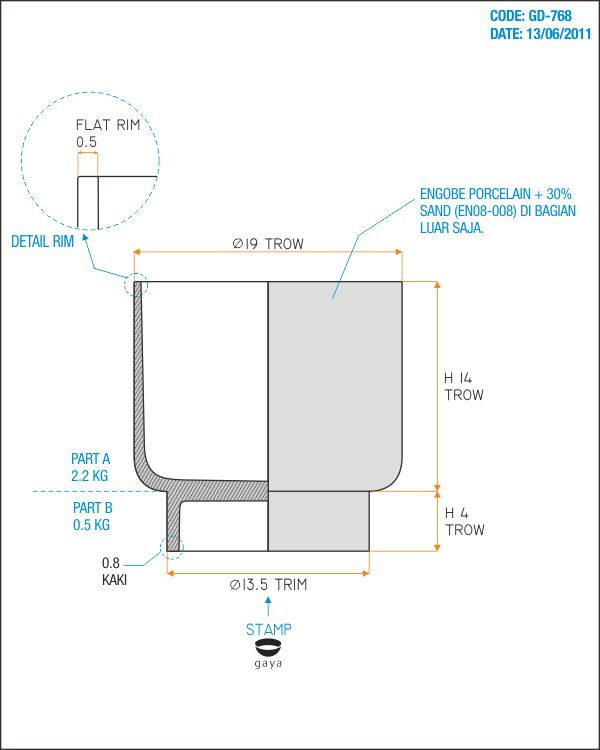 CODE: GD-768
DATE: 13/06/2011
FLAT RIM
0.5
DETAIL RIM
ENGOBE PORCELAIN + 30%
SAND (EN08-008) DI BAGIAN
LUAR SAJA.
Ø19 TROW
H 14
TROW
PART A
2.2 KG
PART B
0.5 KG
H 4
TROW
0.8
KAKI
Ø13.5 TRIM
STAMP
gaya